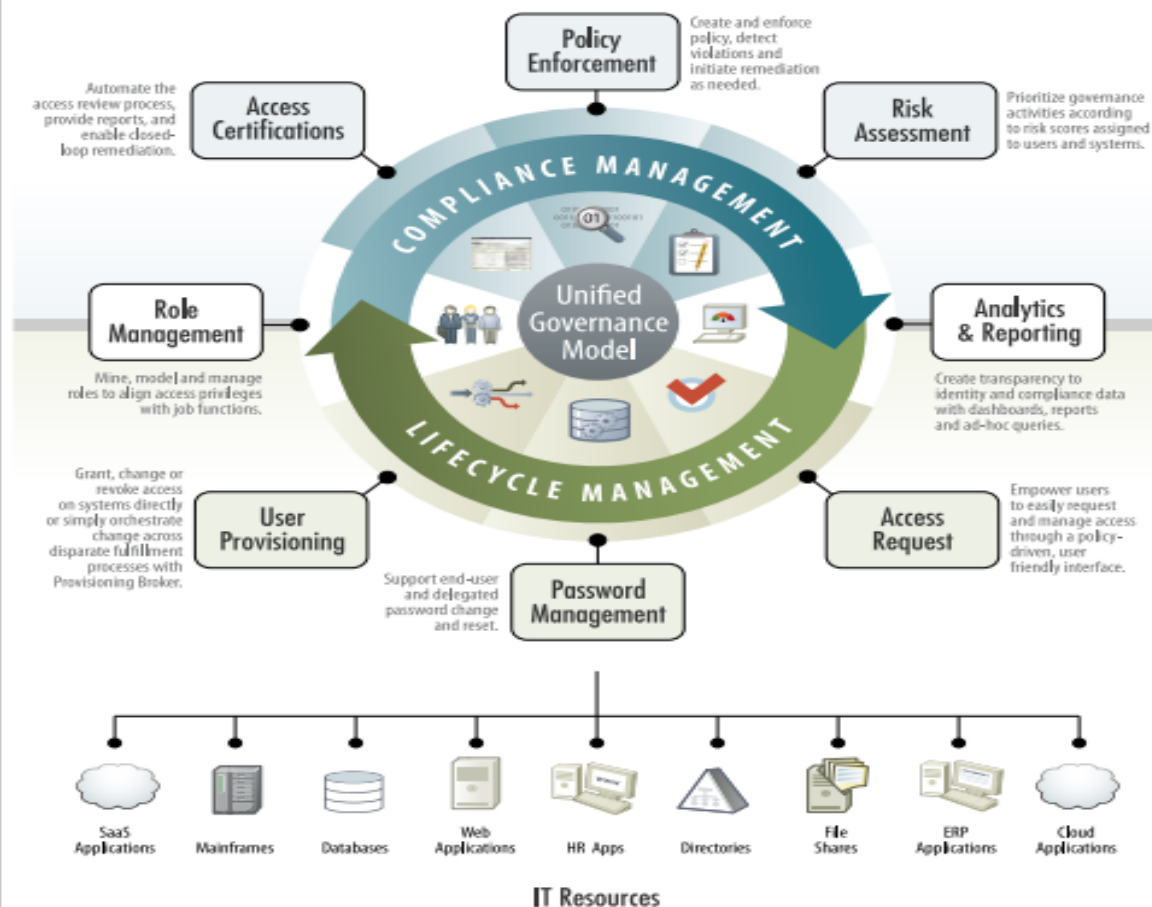 Policy
Enforcement
Create and enforce
policy, detect
violations and
initiate remediation
as needed.
Automate the
access review process,
provide reports, and
enable closed-
loop remediation.
Access
Certifications
Risk
Assessment
Prioritize governance
activities according
to risk scores assigned
to users and systems.
COMPLIANCE MANAGEMENT
01
Unified
Governance
Model
Role
Management
Mine, model and manage
roles to align access privileges
with job functions.
Analytics
& Reporting
Create transparency to
identity and compliance data
with dashboards, reports
and ad-hoc queries.
LIFECYCLE MANAGEMENT
Grant, change or
revoke access
on systems directly
or simply orchestrate
change across
disparate fulfillment
processes with
Provisioning Broker.
User
Provisioning
Access
Request
Empower users
to easily request
and manage access
through a policy-
driven, user
friendly interface.
Support end-user
and delegated
password change
and reset.
Password
Management
SaaS
Applications
Mainframes
Databases
Web
Applications
HR Apps
Directories
File
Shares
ERP
Applications
Cloud
Applications
IT Resources